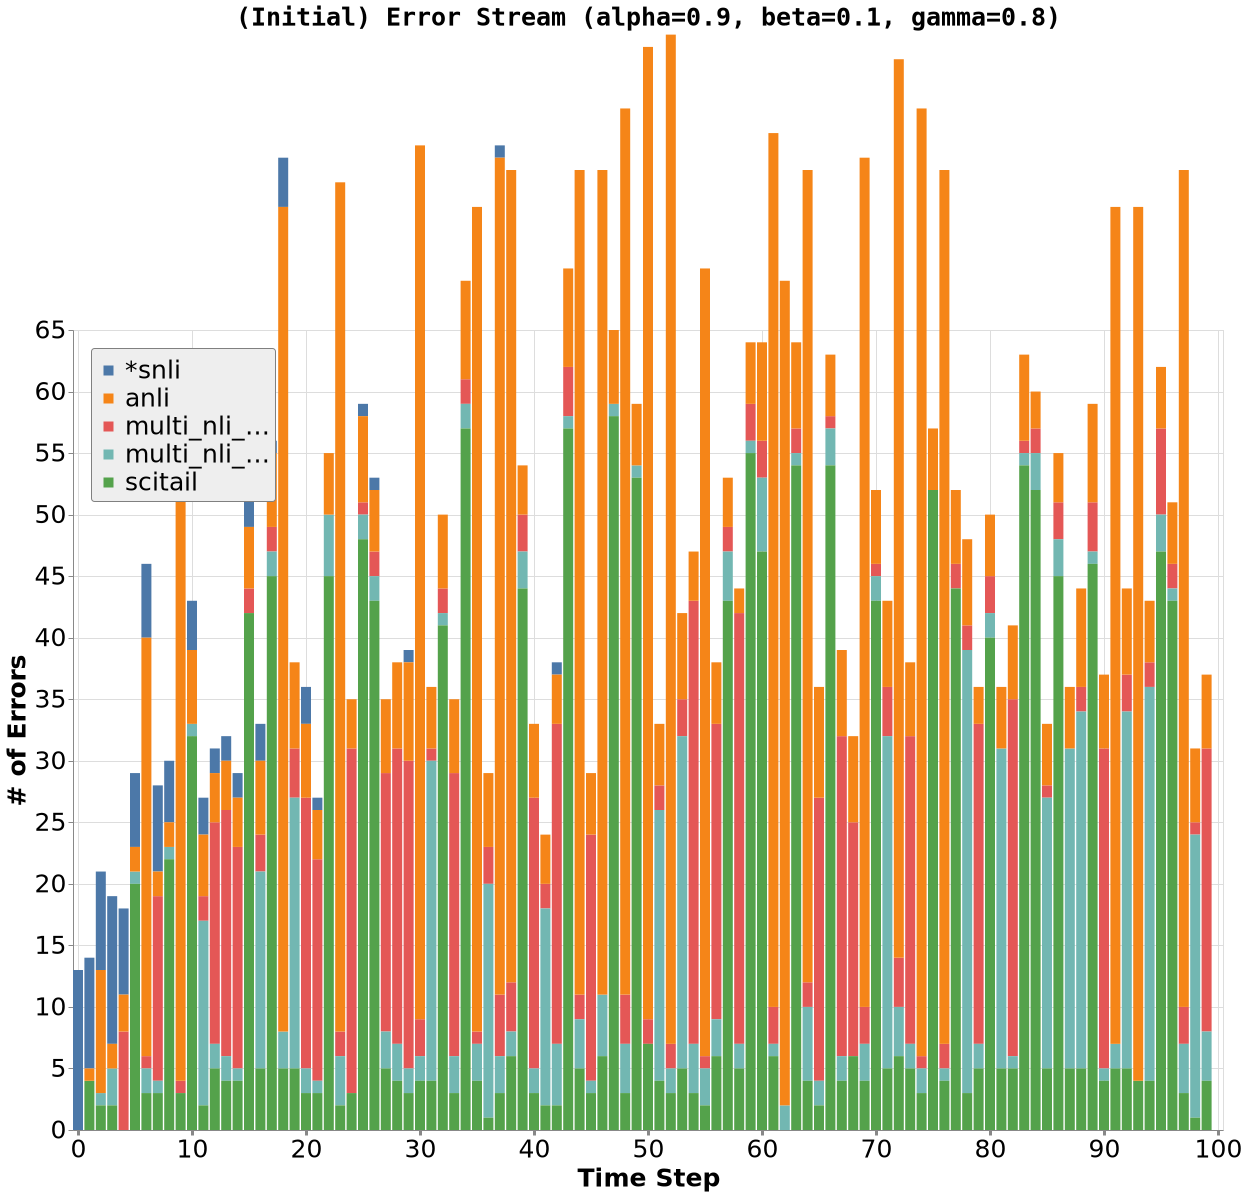 (Initial) Error Stream (alpha=0.9, beta=0.1, gamma=0.8)
65
60
55
50
45
40
35
30
25
20
15
10
5
0
# of Errors
*snli
anli
multi_nli_…
multi_nli_…
scitail
0 10 20 30 40 50 60 70 80 90 100
Time Step